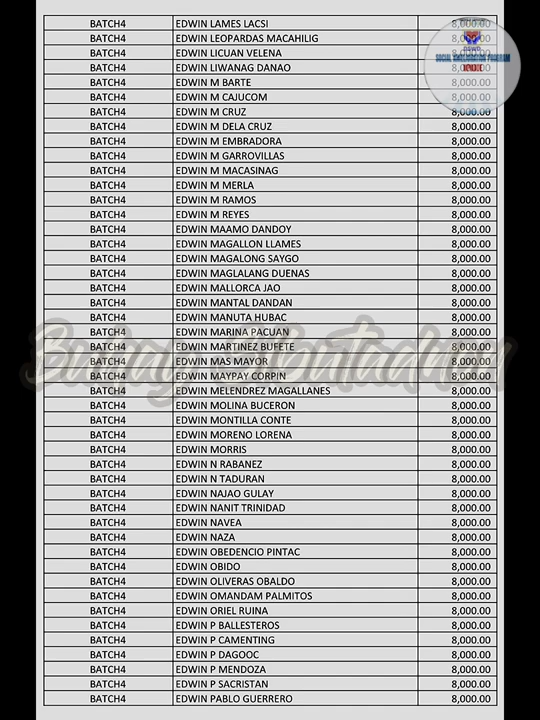 DSWD
SOCIAL AMELIORATION PROGRAM
UPDATE
BATCH4 EDWIN LAMES LACSI 8,000.00
BATCH4 EDWIN LEOPARDAS MACAHILIG 8,000.00
BATCH4 EDWIN LICUAN VELENA 8,000.00
BATCH4 EDWIN LIWANAG DANAO 8,000.00
BATCH4 EDWIN M BARTE 8,000.00
BATCH4 EDWIN M CAJUCOM 8,000.00
BATCH4 EDWIN M CRUZ 8,000.00
BATCH4 EDWIN M DELA CRUZ 8,000.00
BATCH4 EDWIN M EMBRADORA 8,000.00
BATCH4 EDWIN M GARROVILLAS 8,000.00
BATCH4 EDWIN M MACASINAG 8,000.00
BATCH4 EDWIN M MERLA 8,000.00
BATCH4 EDWIN M RAMOS 8,000.00
BATCH4 EDWIN M REYES 8,000.00
BATCH4 EDWIN MAAMO DANDOY 8,000.00
BATCH4 EDWIN MAGALLON LLAMES 8,000.00
BATCH4 EDWIN MAGALONG SAYGO 8,000.00
BATCH4 EDWIN MAGLALANG DUENAS 8,000.00
BATCH4 EDWIN MALLORCA JAO 8,000.00
BATCH4 EDWIN MANTAL DANDAN 8,000.00
BATCH4 EDWIN MANUTA HUBAC 8,000.00
BATCH4 EDWIN MARINA PACUAN 8,000.00
BATCH4 EDWIN MARTINEZ BUFETE 8,000.00
BATCH4 EDWIN MAS MAYOR 8,000.00
BATCH4 EDWIN MAYPAY CORPIN 8,000.00
BATCH4 EDWIN MELENDREZ MAGALLANES 8,000.00
BATCH4 EDWIN MOLINA BUCERON 8,000.00
BATCH4 EDWIN MONTILLA CONTE 8,000.00
BATCH4 EDWIN MORENO LORENA 8,000.00
BATCH4 EDWIN MORRIS 8,000.00
BATCH4 EDWIN N RABANEZ 8,000.00
BATCH4 EDWIN N TADURAN 8,000.00
BATCH4 EDWIN NAJAO GULAY 8,000.00
BATCH4 EDWIN NANIT TRINIDAD 8,000.00
BATCH4 EDWIN NAVEA 8,000.00
BATCH4 EDWIN NAZA 8,000.00
BATCH4 EDWIN OBEDENCIO PINTAC 8,000.00
BATCH4 EDWIN OBIDO 8,000.00
BATCH4 EDWIN OLIVERAS OBALDO 8,000.00
BATCH4 EDWIN OMANDAM PALMITOS 8,000.00
BATCH4 EDWIN ORIEL RUINA 8,000.00
BATCH4 EDWIN P BALLESTEROS 8,000.00
BATCH4 EDWIN P CAMENTING 8,000.00
BATCH4 EDWIN P DAGOOC 8,000.00
BATCH4 EDWIN P MENDOZA 8,000.00
BATCH4 EDWIN P SACRISTAN 8,000.00
BATCH4 EDWIN PABLO GUERRERO 8,000.00